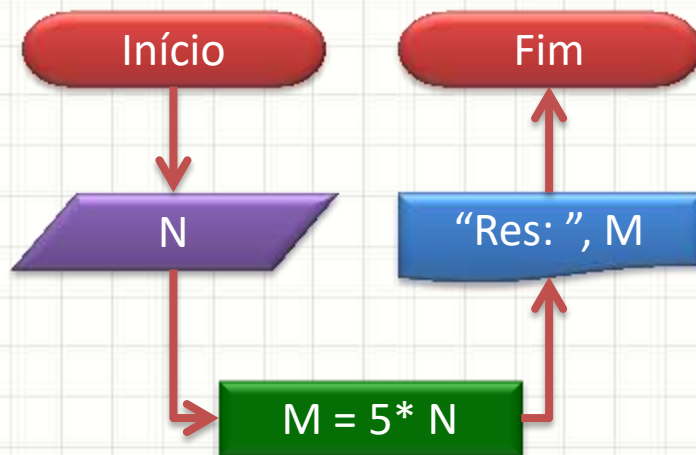 Início
N
M = 5* N
“Res: ”, M
Fim